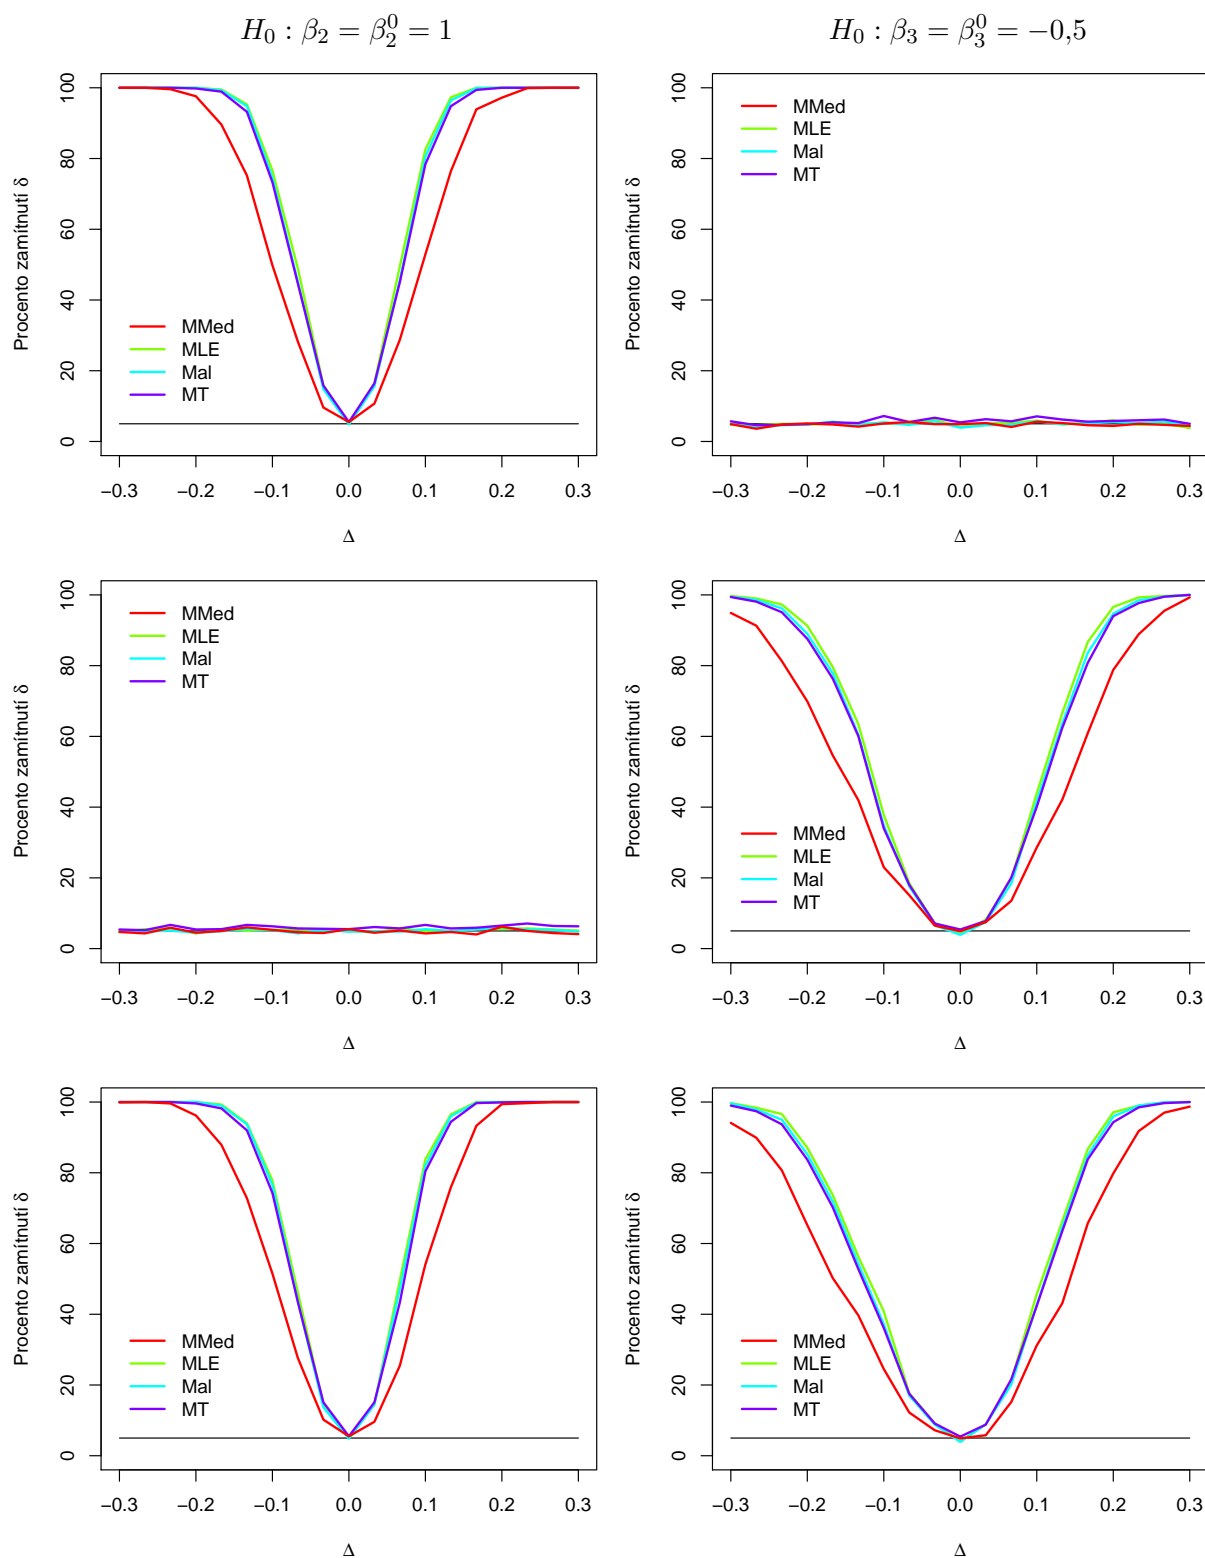 H₀ : β₂ = β₂⁰ = 1
H₀ : β₃ = β₃⁰ = −0,5
Procento zamítnutí δ
100
80
60
40
20
0
MMed
MLE
Mal
MT
−0.3 −0.2 −0.1 0.0 0.1 0.2 0.3
Δ
Procento zamítnutí δ
100
80
60
40
20
0
MMed
MLE
Mal
MT
−0.3 −0.2 −0.1 0.0 0.1 0.2 0.3
Δ
Procento zamítnutí δ
100
80
60
40
20
0
MMed
MLE
Mal
MT
−0.3 −0.2 −0.1 0.0 0.1 0.2 0.3
Δ
Procento zamítnutí δ
100
80
60
40
20
0
MMed
MLE
Mal
MT
−0.3 −0.2 −0.1 0.0 0.1 0.2 0.3
Δ
Procento zamítnutí δ
100
80
60
40
20
0
MMed
MLE
Mal
MT
−0.3 −0.2 −0.1 0.0 0.1 0.2 0.3
Δ
Procento zamítnutí δ
100
80
60
40
20
0
MMed
MLE
Mal
MT
−0.3 −0.2 −0.1 0.0 0.1 0.2 0.3
Δ